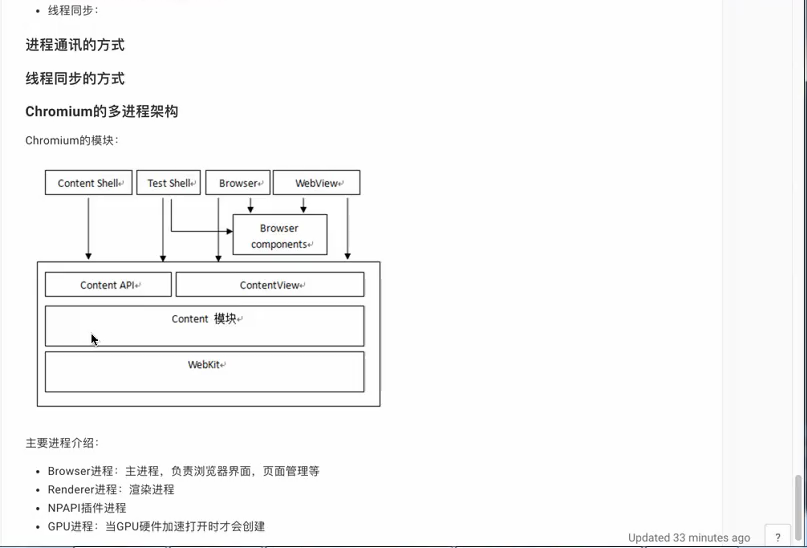 线程同步：
进程通讯的方式
线程同步的方式
Chromium的多进程架构
Chromium的模块：
Content Shell
Test Shell
Browser
WebView
Browser
components
Content API
ContentView
Content 模块
WebKit
主要进程介绍：
Browser进程：主进程，负责浏览器界面，页面管理等
Renderer进程：渲染进程
NPAPI插件进程
GPU进程：当GPU硬件加速打开时才会创建
Updated 33 minutes ago
?